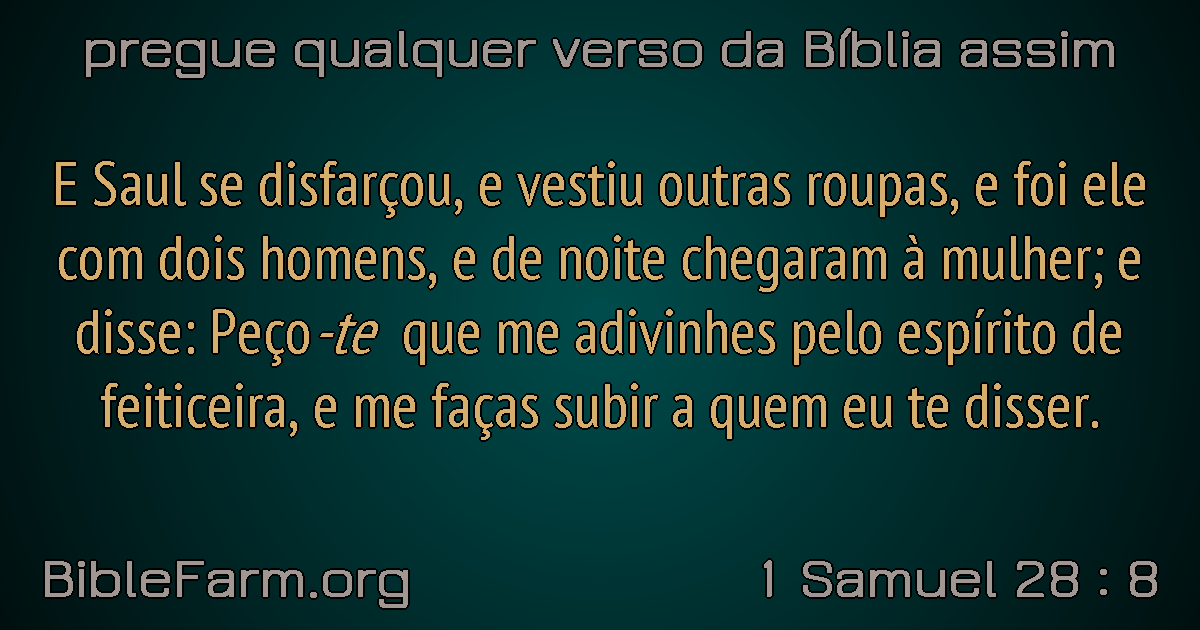 pregue qualquer verso da Bíblia assim
E Saul se disfarçou, e vestiu outras roupas, e foi ele
com dois homens, e de noite chegaram à mulher; e
disse: Peço-te que me adivinhes pelo espírito de
feiticeira, e me faças subir a quem eu te disser.
BibleFarm.org
1 Samuel 28 : 8